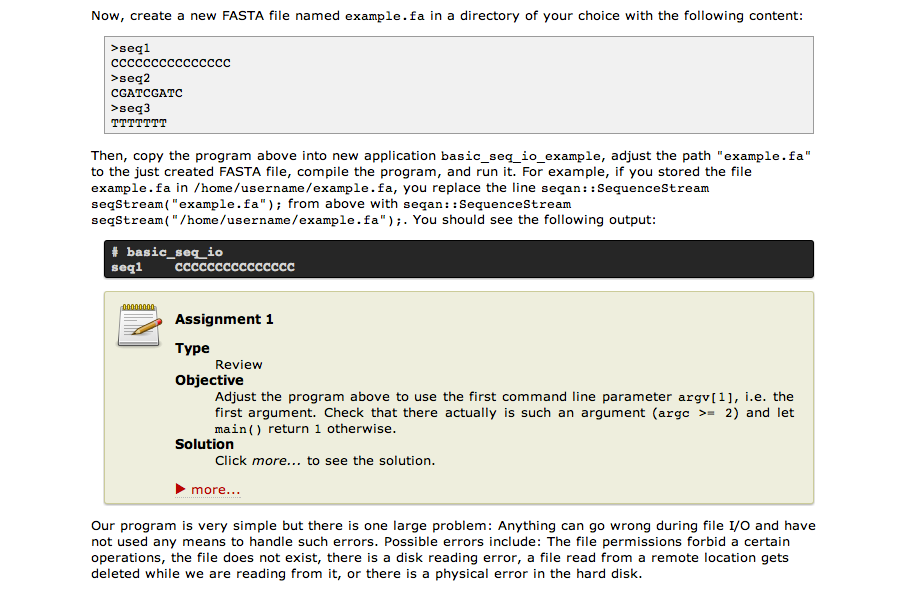 Now, create a new FASTA file named example.fa in a directory of your choice with the following content:
>seq1
CCCCCCCCCCCCCCC
>seq2
CGATCGATC
>seq3
TTTTTTT
Then, copy the program above into new application basic_seq_io_example, adjust the path "example.fa"
to the just created FASTA file, compile the program, and run it. For example, if you stored the file
example.fa in /home/username/example.fa, you replace the line seqan::SequenceStream
seqStream("example.fa"); from above with seqan::SequenceStream
seqStream("/home/username/example.fa");. You should see the following output:
# basic_seq_io
seq1    CCCCCCCCCCCCCCC
Assignment 1
Type
Review
Objective
Adjust the program above to use the first command line parameter argv[1], i.e. the
first argument. Check that there actually is such an argument (argc >= 2) and let
main() return 1 otherwise.
Solution
Click more... to see the solution.
more...
Our program is very simple but there is one large problem: Anything can go wrong during file I/O and have
not used any means to handle such errors. Possible errors include: The file permissions forbid a certain
operations, the file does not exist, there is a disk reading error, a file read from a remote location gets
deleted while we are reading from it, or there is a physical error in the hard disk.